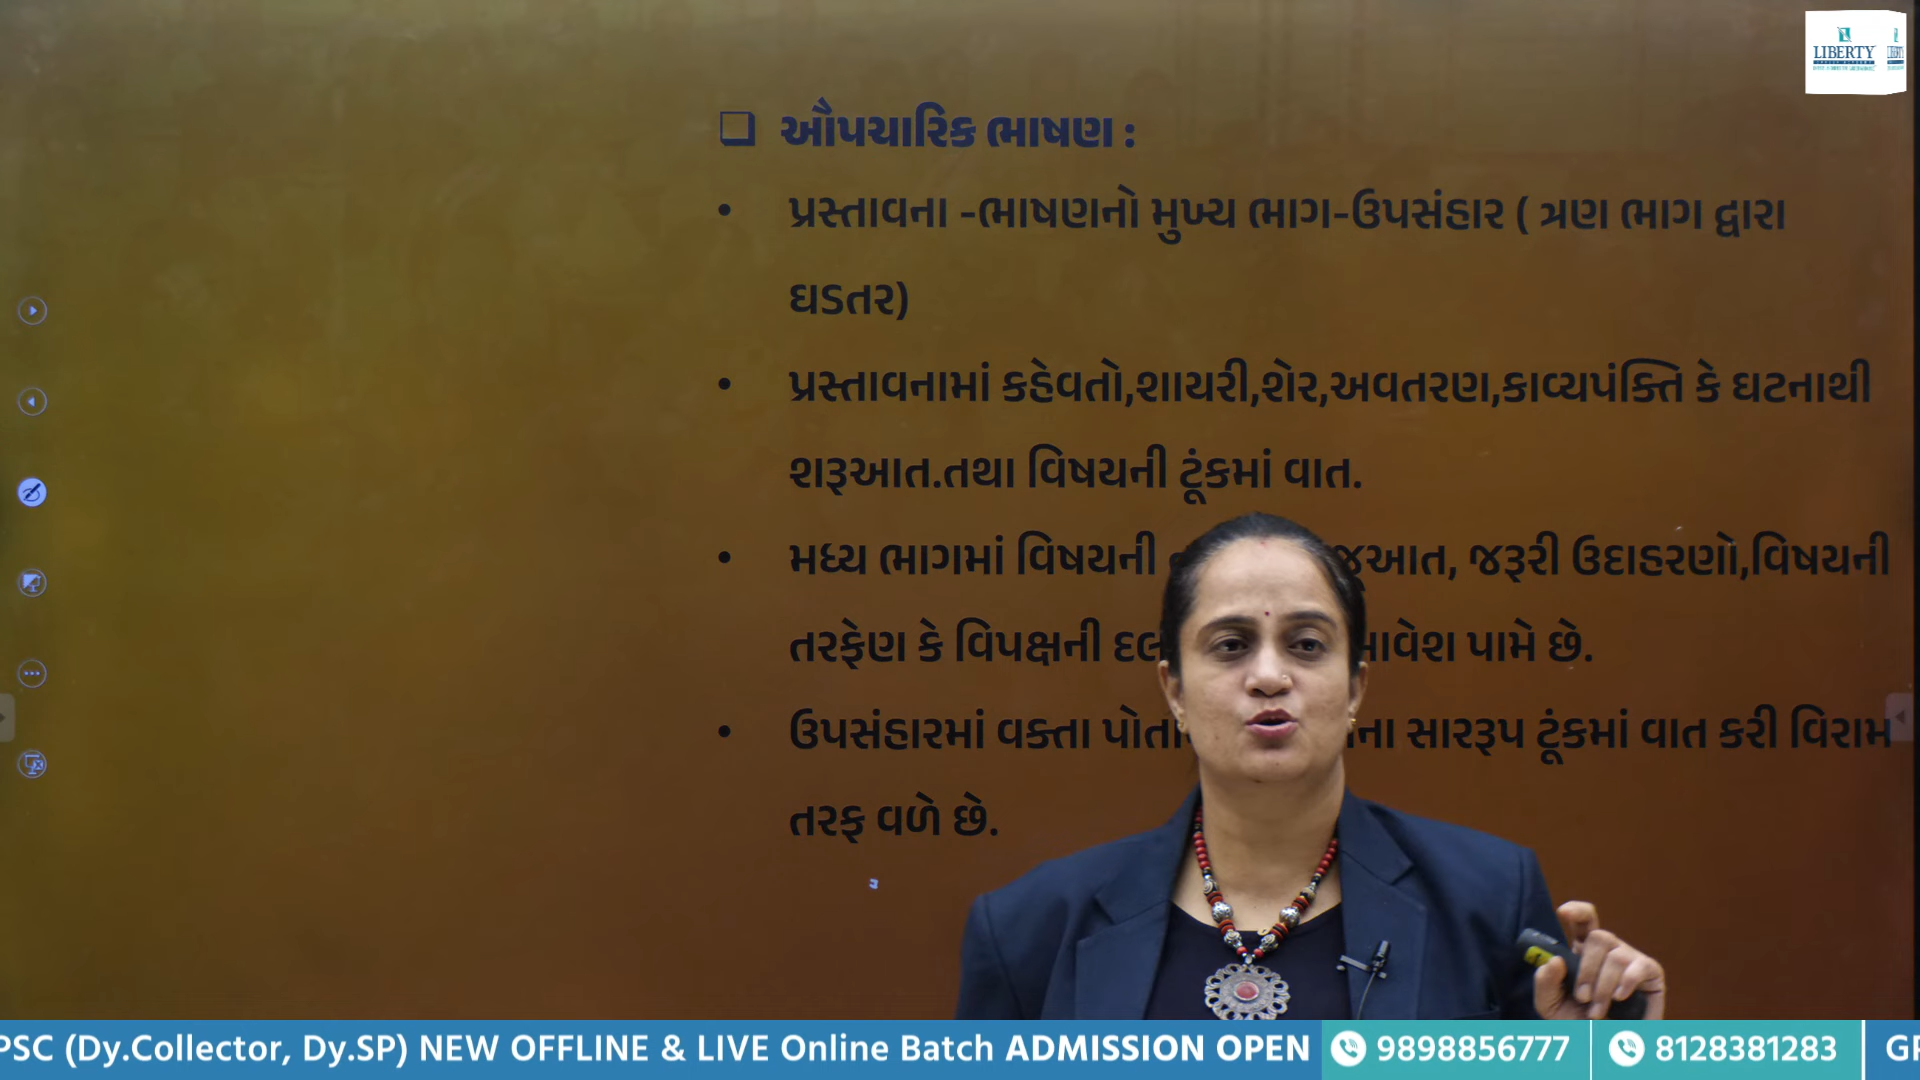 LIBERTY
❑ ઔપચારિક ભાષણ :
• પ્રસ્તાવના -ભાષણનો મુખ્ય ભાગ-ઉપસંહાર ( ત્રણ ભાગ દ્વારા
ઘડતર)
• પ્રસ્તાવનામાં કહેવતો,શાયરી,શેર,અવતરણ,કાવ્યપંક્તિ કે ઘટનાથી
શરૂઆત.તથા વિષયની ટૂંકમાં વાત.
• મધ્ય ભાગમાં વિષયની જરૂરી ઉદાહરણો,વિષયની
તરફેણ કે વિપક્ષની પામે છે.
• ઉપસંહારમાં વક્તા સારરૂપ ટૂંકમાં વાત કરી વિરામ
તરફ વળે છે.
PSC (Dy.Collector, Dy.SP) NEW OFFLINE & LIVE Online Batch ADMISSION OPEN 9898856777 8128381283